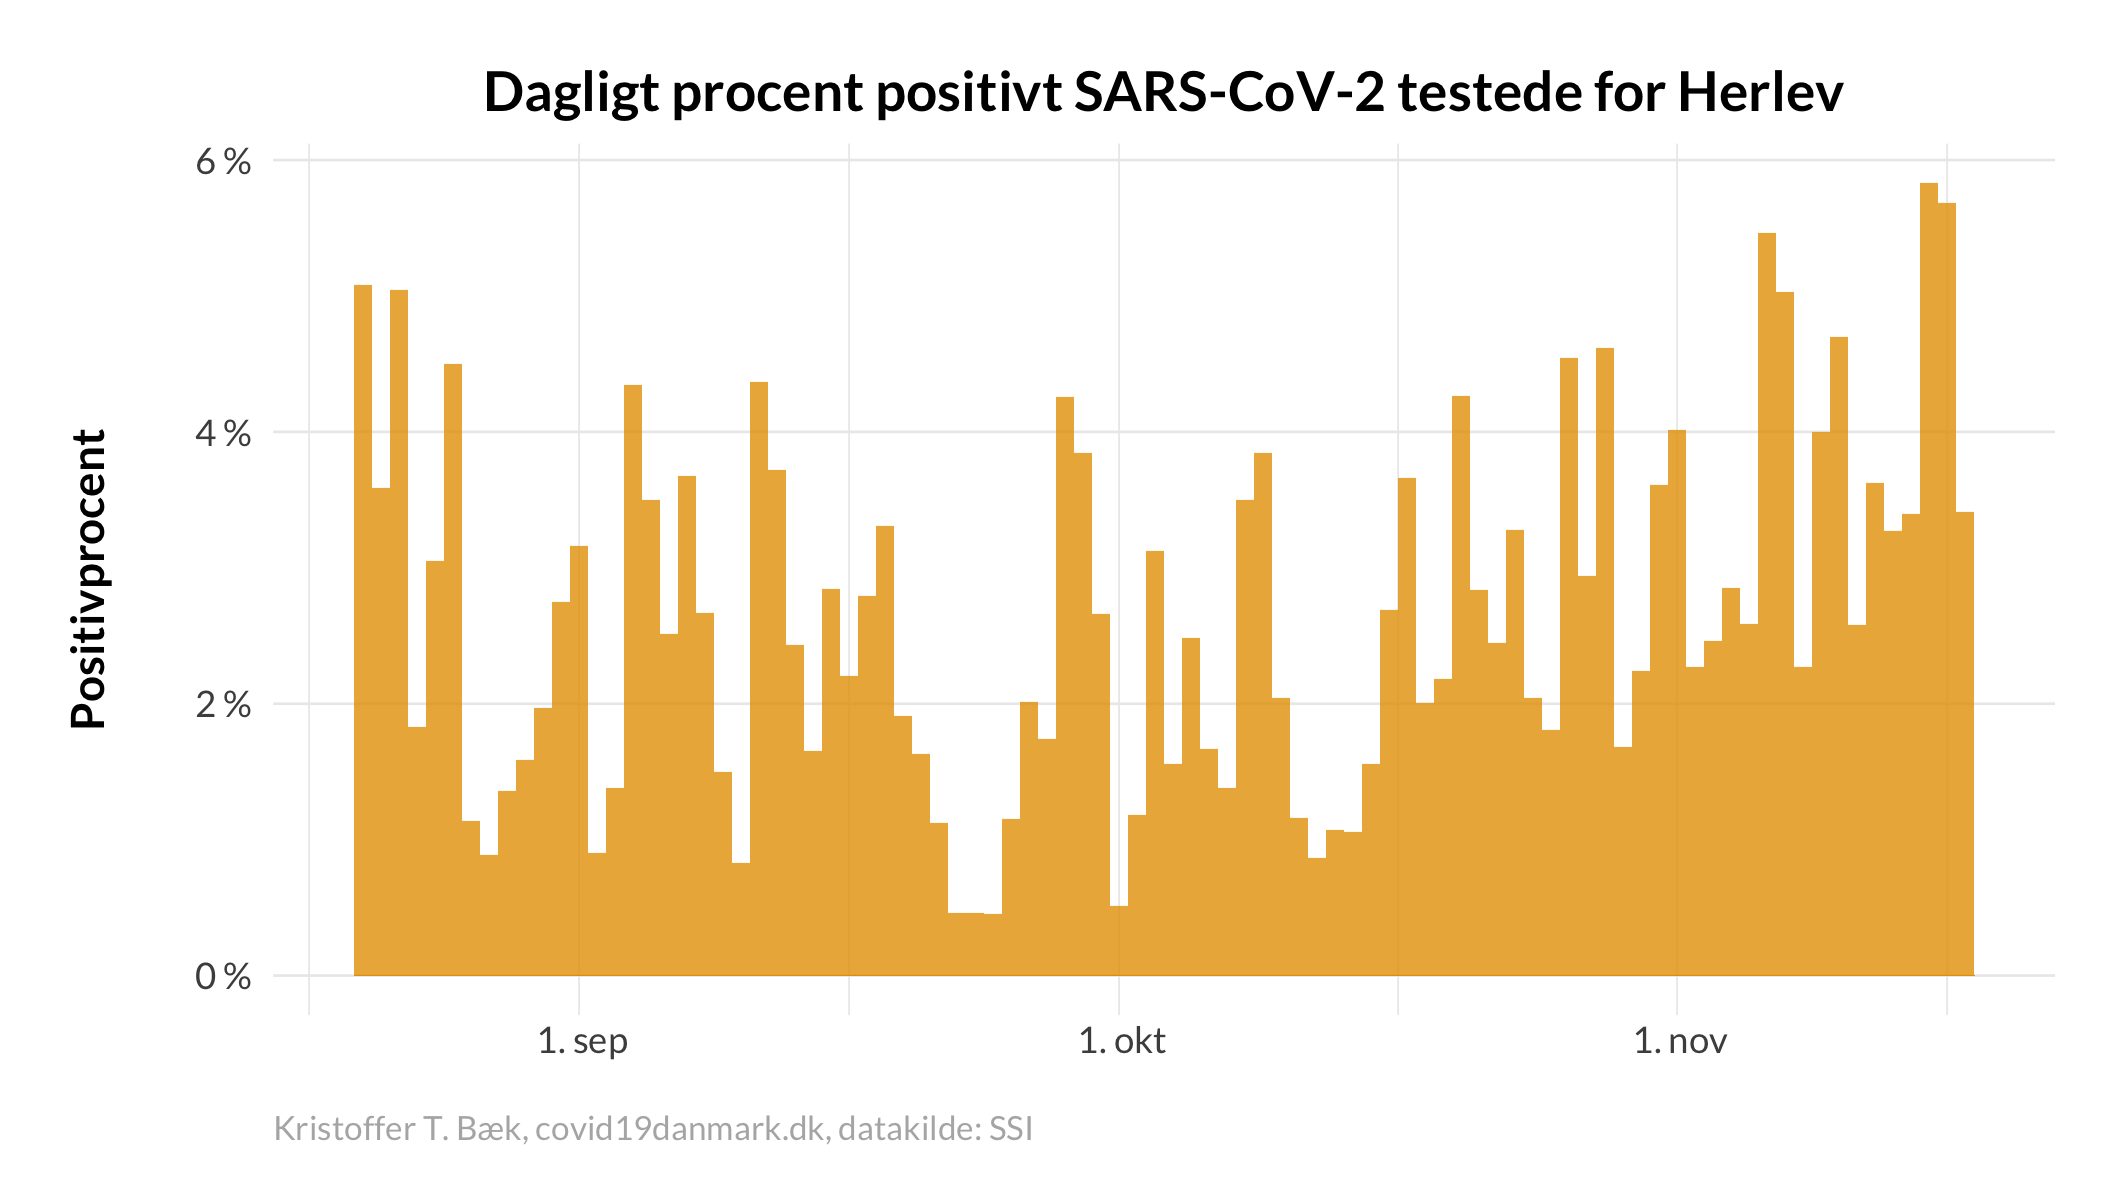 Dagligt procent positivt SARS-CoV-2 testede for Herlev
6 %
4 %
2 %
0 %
Positivprocent
1. sep
1. okt
1. nov
Kristoffer T. Bæk, covid19danmark.dk, datakilde: SSI